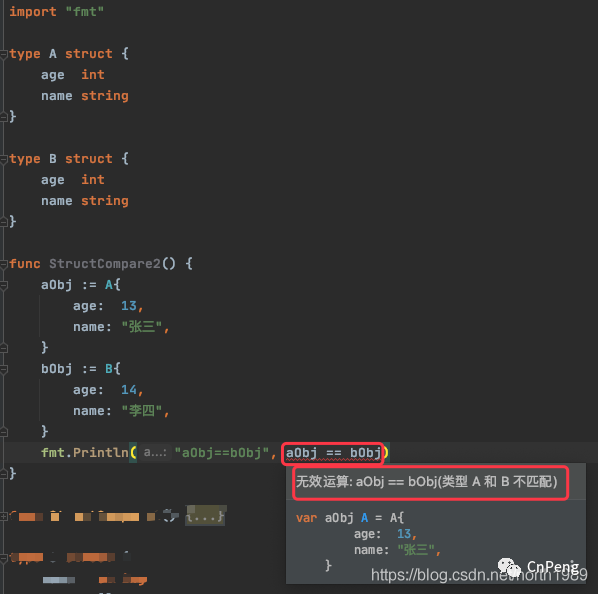 import "fmt"
type A struct {
age int
name string
}
type B struct {
age int
name string
}
func StructCompare2() {
aObj := A{
age: 13,
name: "张三",
}
bObj := B{
age: 14,
name: "李四",
}
fmt.Println( a...: "aObj==bObj", aObj == bObj)
}
无效运算: aObj == bObj(类型 A 和 B 不匹配)
var aObj A = A{
age: 13,
name: "张三",
}
{...}
CnPeng
https://blog.csdn.net/north1989